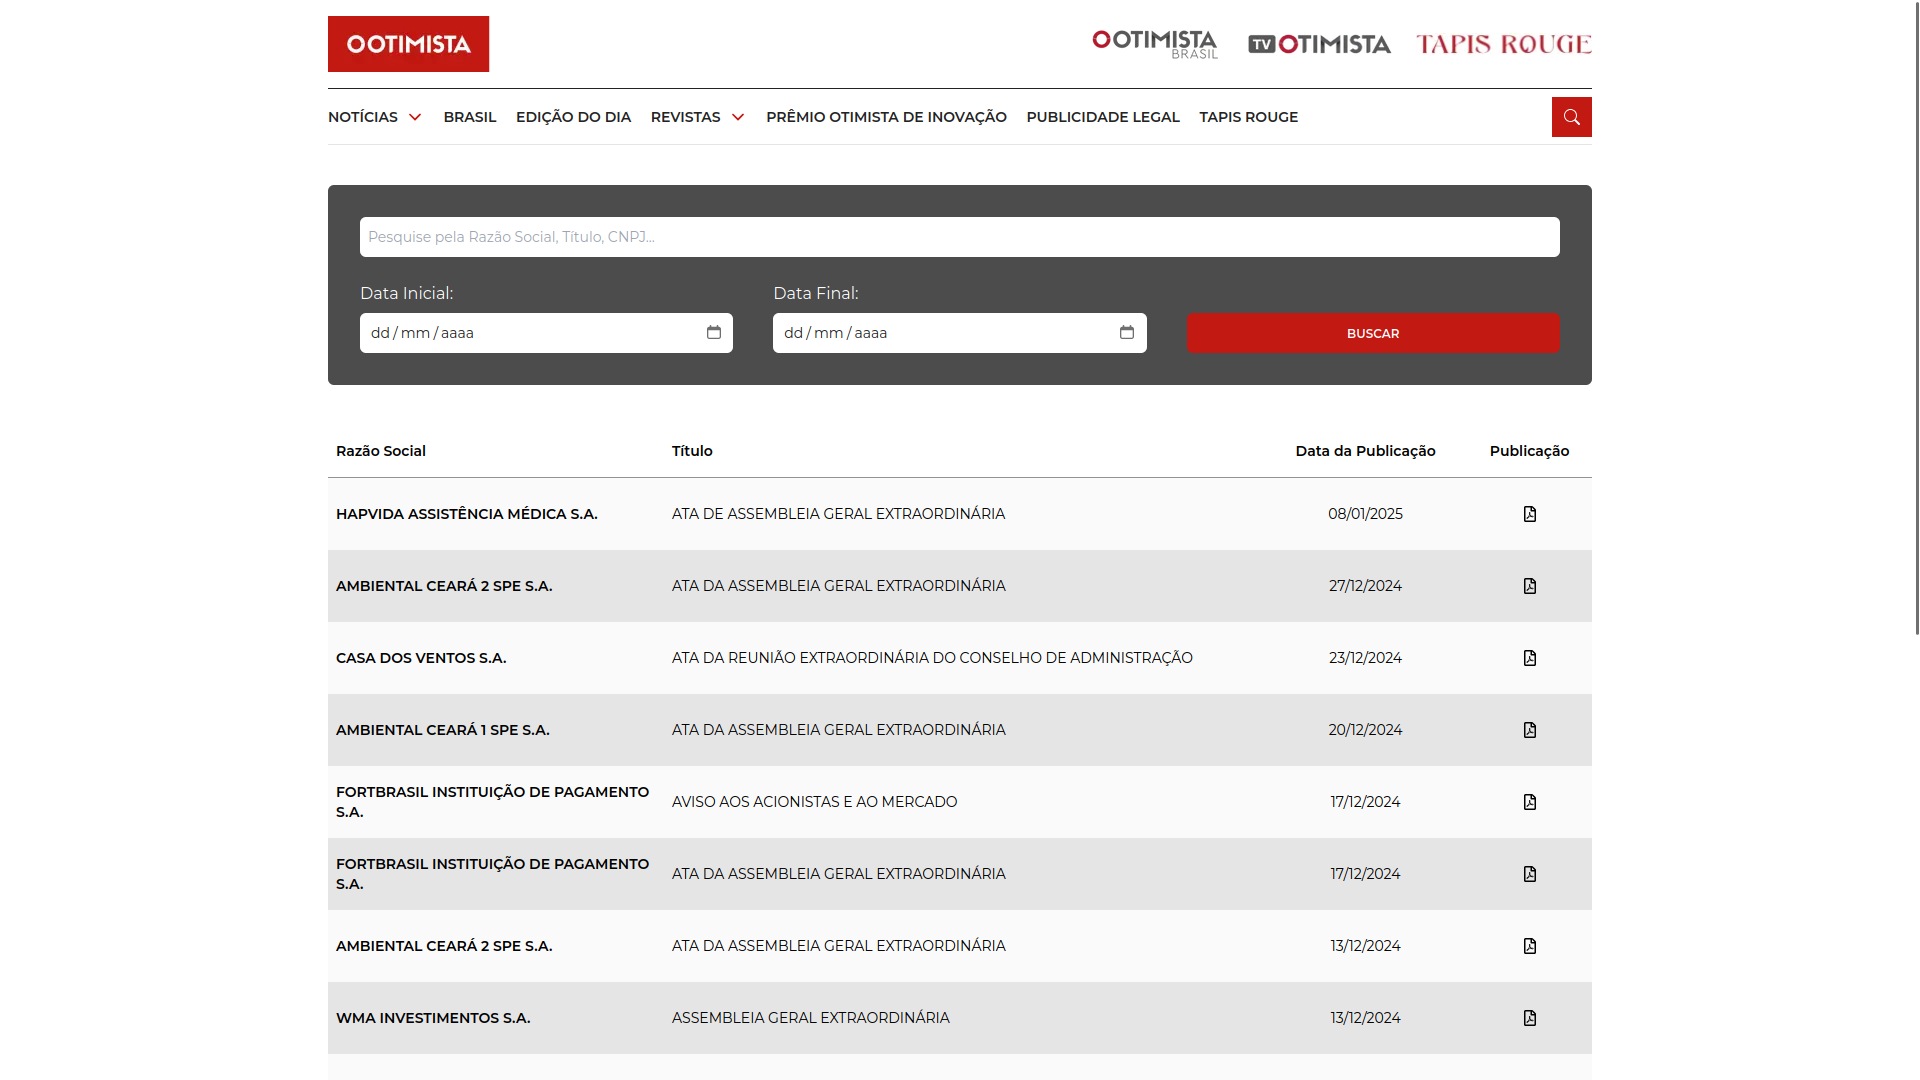 OOTIMISTA
OOTIMISTA BRASIL
TV OTIMISTA
TAPIS ROUGE
NOTÍCIAS BRASIL EDIÇÃO DO DIA REVISTAS PRÊMIO OTIMISTA DE INOVAÇÃO PUBLICIDADE LEGAL TAPIS ROUGE
Pesquise pela Razão Social, Título, CNPJ...
Data Inicial: Data Final:
dd/mm/aaaa dd/mm/aaaa BUSCAR
Razão Social Título Data da Publicação Publicação
HAPVIDA ASSISTÊNCIA MÉDICA S.A. ATA DE ASSEMBLEIA GERAL EXTRAORDINÁRIA 08/01/2025
AMBIENTAL CEARÁ 2 SPE S.A. ATA DA ASSEMBLEIA GERAL EXTRAORDINÁRIA 27/12/2024
CASA DOS VENTOS S.A. ATA DA REUNIÃO EXTRAORDINÁRIA DO CONSELHO DE ADMINISTRAÇÃO 23/12/2024
AMBIENTAL CEARÁ 1 SPE S.A. ATA DA ASSEMBLEIA GERAL EXTRAORDINÁRIA 20/12/2024
FORTBRASIL INSTITUIÇÃO DE PAGAMENTO
S.A. AVISO AOS ACIONISTAS E AO MERCADO 17/12/2024
FORTBRASIL INSTITUIÇÃO DE PAGAMENTO
S.A. ATA DA ASSEMBLEIA GERAL EXTRAORDINÁRIA 17/12/2024
AMBIENTAL CEARÁ 2 SPE S.A. ATA DA ASSEMBLEIA GERAL EXTRAORDINÁRIA 13/12/2024
WMA INVESTIMENTOS S.A. ASSEMBLEIA GERAL EXTRAORDINÁRIA 13/12/2024